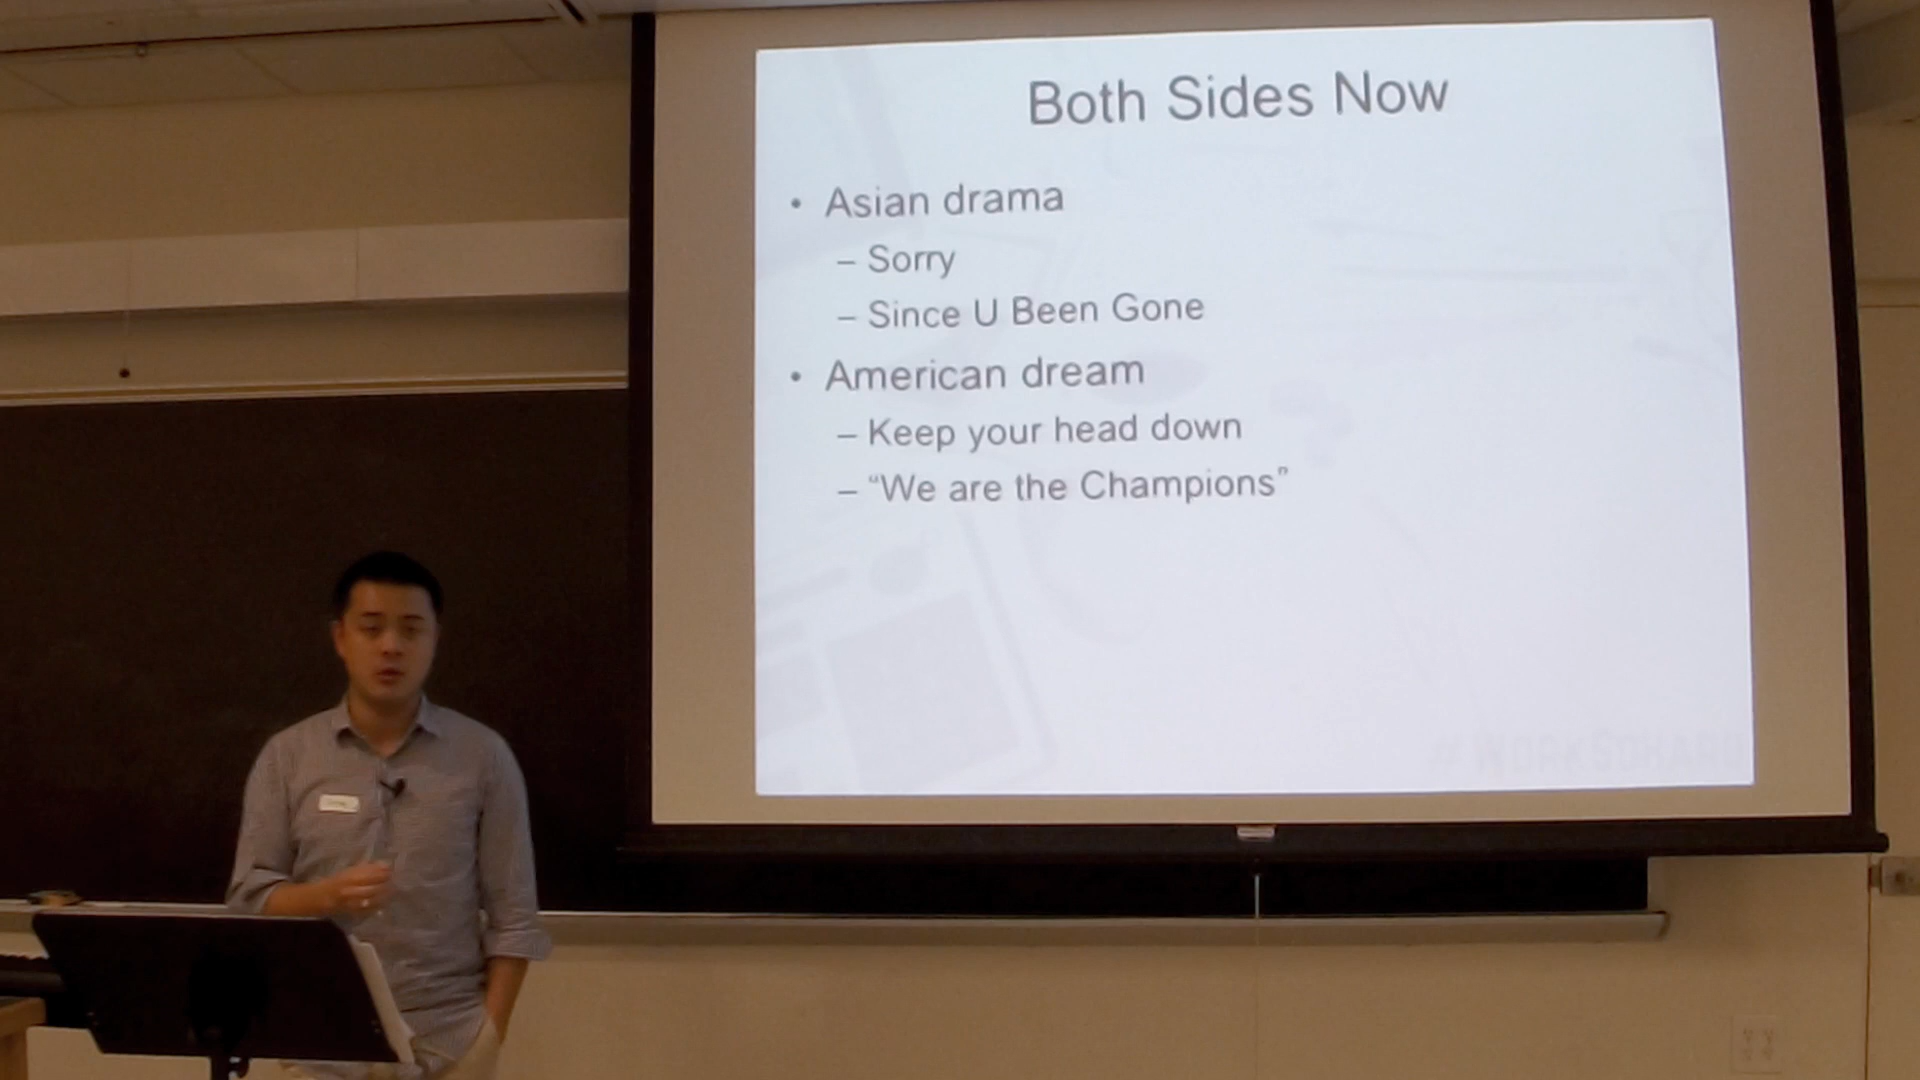 Both Sides Now
• Asian drama
– Sorry
– Since U Been Gone
• American dream
– Keep your head down
– “We are the Champions”
# WORKSOHARD